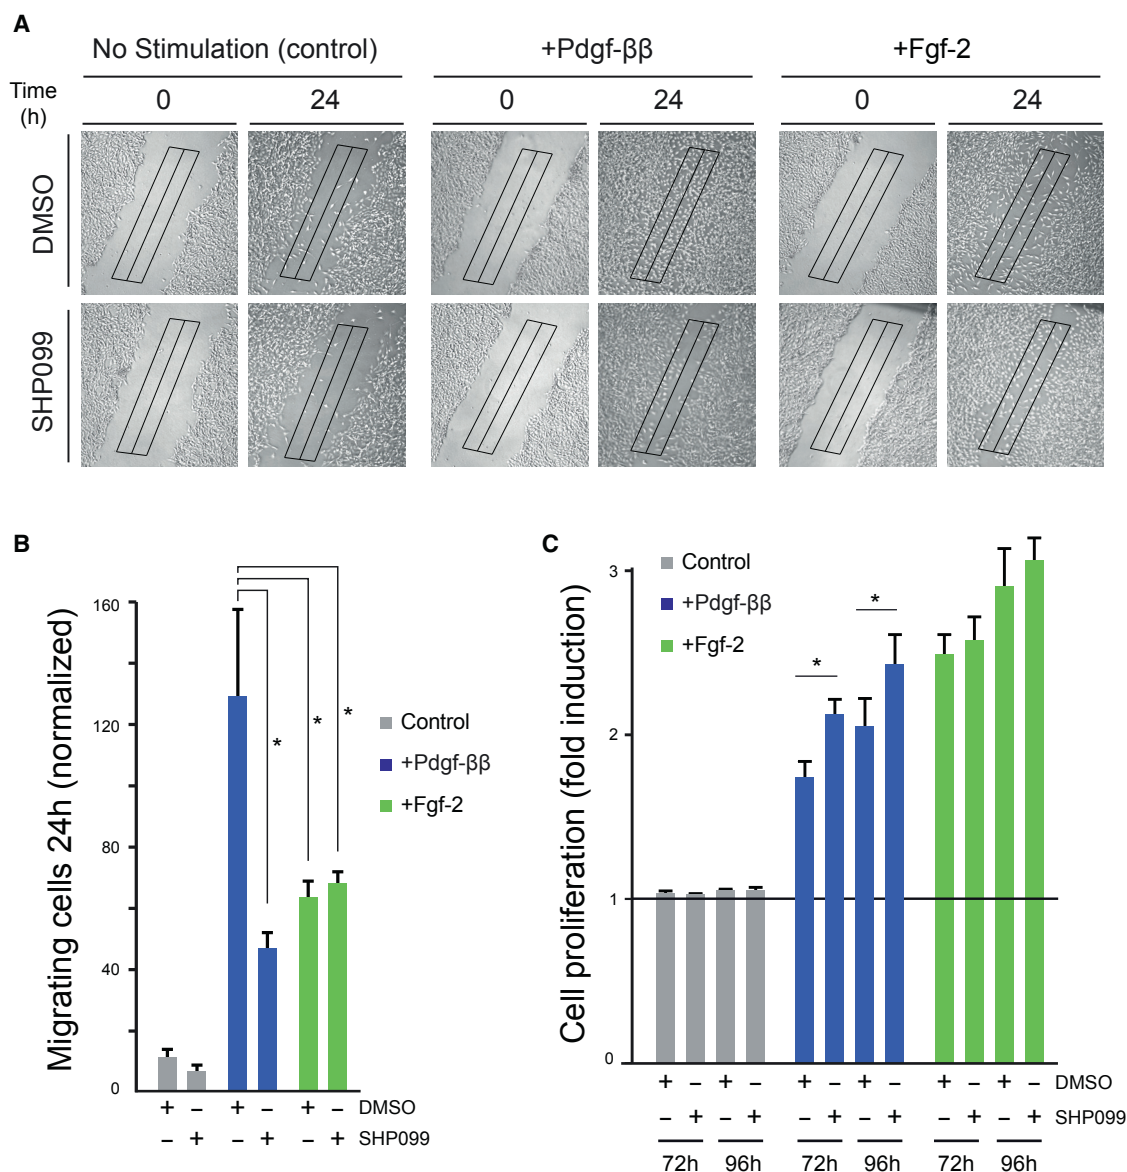 A
No Stimulation (control) +Pdgf-ββ +Fgf-2
Time (h) 0 24 0 24 0 24
DMSO
SHP099
B
Migrating cells 24h (normalized)
160
120
80
40
0
* * *
Control
+Pdgf-ββ
+Fgf-2
+ – + – + – DMSO
– + – + – + SHP099
C
Cell proliferation (fold induction)
3
2
1
0
Control
+Pdgf-ββ
+Fgf-2
* *
+ – + – + – + – + – + – DMSO
– + – + – + – + – + – + SHP099
72h 96h 72h 96h 72h 96h